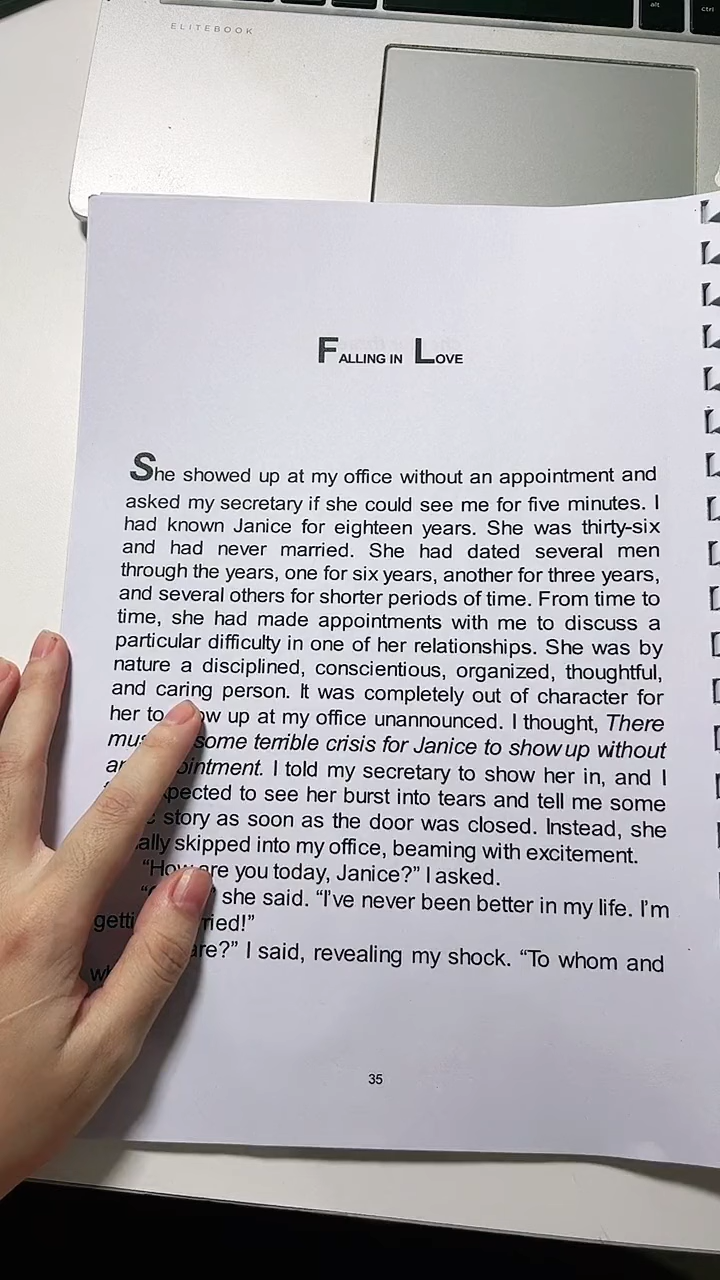 alt
ctrl
ELITEBOOK
FALLING IN LOVE
She showed up at my office without an appointment and
asked my secretary if she could see me for five minutes. I
had known Janice for eighteen years. She was thirty-six
and had never married. She had dated several men
through the years, one for six years, another for three years,
and several others for shorter periods of time. From time to
time, she had made appointments with me to discuss a
particular difficulty in one of her relationships. She was by
nature a disciplined, conscientious, organized, thoughtful,
and caring person. It was completely out of character for
her to up at my office unannounced. I thought, There
some terrible crisis for Janice to show up without
I told my secretary to show her in, and I
to see her burst into tears and tell me some
story as soon as the door was closed. Instead, she
skipped into my office, beaming with excitement.
“How are you today, Janice?” I asked.
she said. “I’ve never been better in my life. I’m
I said, revealing my shock. “To whom and
35